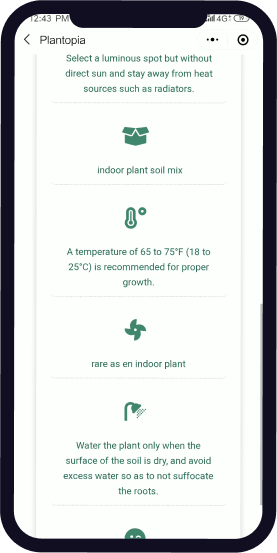 12:43 PM 4G 19
Plantopia
Select a luminous spot but without
direct sun and stay away from heat
sources such as radiators.
indoor plant soil mix
A temperature of 65 to 75°F (18 to
25°C) is recommended for proper
growth.
rare as en indoor plant
Water the plant only when the
surface of the soil is dry, and avoid
excess water so as to not suffocate
the roots.